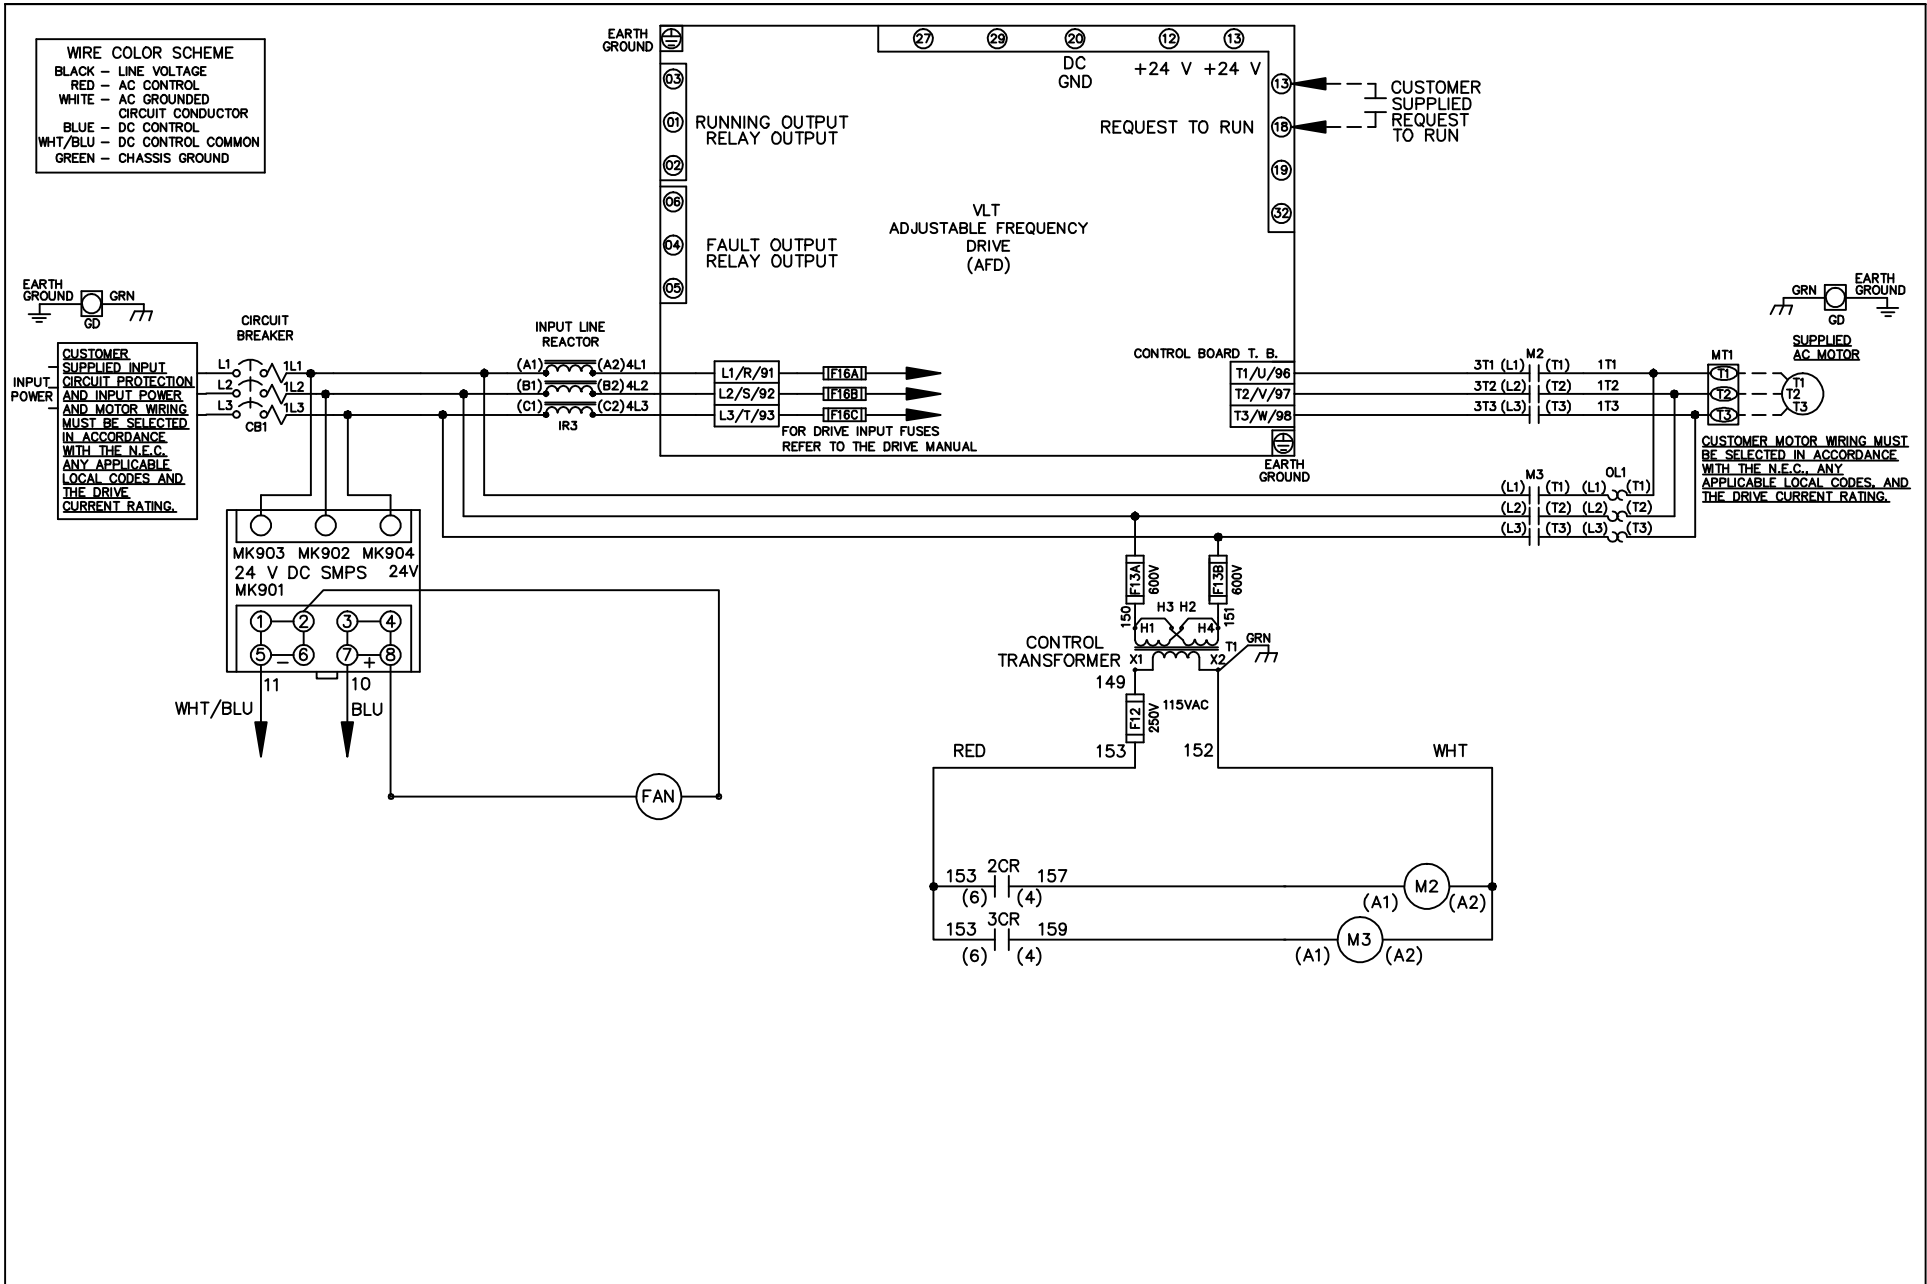 WIRE COLOR SCHEME
BLACK – LINE VOLTAGE
RED – AC CONTROL
WHITE – AC GROUNDED
CIRCUIT CONDUCTOR
BLUE – DC CONTROL
WHT/BLU – DC CONTROL COMMON
GREEN – CHASSIS GROUND
EARTH
GROUND
03
01
02
RUNNING OUTPUT
RELAY OUTPUT
06
04
05
FAULT OUTPUT
RELAY OUTPUT
27 29 20 12 13
DC
GND
+24 V +24 V
13
REQUEST TO RUN 18
19
32
CUSTOMER
SUPPLIED
REQUEST
TO RUN
VLT
ADJUSTABLE FREQUENCY
DRIVE
(AFD)
EARTH
GROUND
GRN
GD
INPUT
POWER
CUSTOMER
SUPPLIED INPUT
CIRCUIT PROTECTION
AND INPUT POWER
AND MOTOR WIRING
MUST BE SELECTED
IN ACCORDANCE
WITH THE N.E.C.
ANY APPLICABLE
LOCAL CODES AND
THE DRIVE
CURRENT RATING.
CIRCUIT
BREAKER
L1 1L1
L2 1L2
L3 1L3
CB1
INPUT LINE
REACTOR
(A1) (A2) 4L1
(B1) (B2) 4L2
(C1) (C2) 4L3
IR3
L1/R/91 F16A
L2/S/92 F16B
L3/T/93 F16C
FOR DRIVE INPUT FUSES
REFER TO THE DRIVE MANUAL
CONTROL BOARD T. B.
T1/U/96
T2/V/97
T3/W/98
EARTH
GROUND
M2
3T1 (L1) (T1) 1T1
3T2 (L2) (T2) 1T2
3T3 (L3) (T3) 1T3
M3 OL1
(L1) (T1) (L1) (T1)
(L2) (T2) (L2) (T2)
(L3) (T3) (L3) (T3)
MT1
T1
T2
T3
T1
T2
T3
GRN
EARTH
GROUND
GD
SUPPLIED
AC MOTOR
CUSTOMER MOTOR WIRING MUST
BE SELECTED IN ACCORDANCE
WITH THE N.E.C., ANY
APPLICABLE LOCAL CODES, AND
THE DRIVE CURRENT RATING.
MK903 MK902 MK904
24 V DC SMPS 24V
MK901
1 2 3 4
5 – 6 7 + 8
11 10
WHT/BLU BLU
FAN
F13A
600V
F13B
600V
150
151
H3 H2
H1 H4
CONTROL
TRANSFORMER
X1 X2
T1
GRN
149
F12
250V
115VAC
RED 153 152 WHT
2CR
153 157
(6) (4)
M2
(A1) (A2)
3CR
153 159
(6) (4)
M3
(A1) (A2)